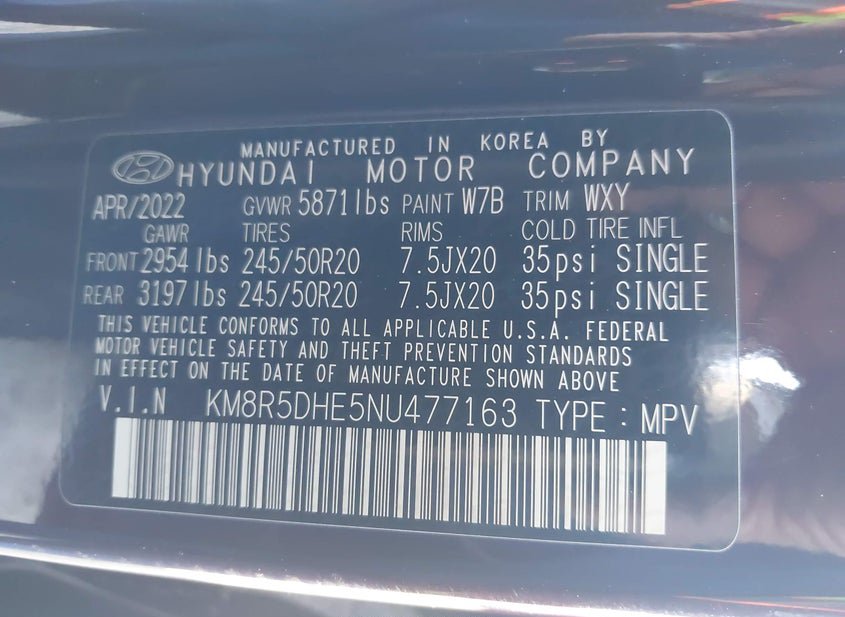 MANUFACTURED IN KOREA BY
HYUNDAI MOTOR COMPANY
APR/2022 GVWR 5871lbs PAINT W7B TRIM WXY
GAWR TIRES RIMS COLD TIRE INFL
FRONT 2954lbs 245/50R20 7.5JX20 35psi SINGLE
REAR 3197lbs 245/50R20 7.5JX20 35psi SINGLE
THIS VEHICLE CONFORMS TO ALL APPLICABLE U.S.A. FEDERAL
MOTOR VEHICLE SAFETY AND THEFT PREVENTION STANDARDS
IN EFFECT ON THE DATE OF MANUFACTURE SHOWN ABOVE
V.I.N KM8R5DHE5NU477163 TYPE : MPV